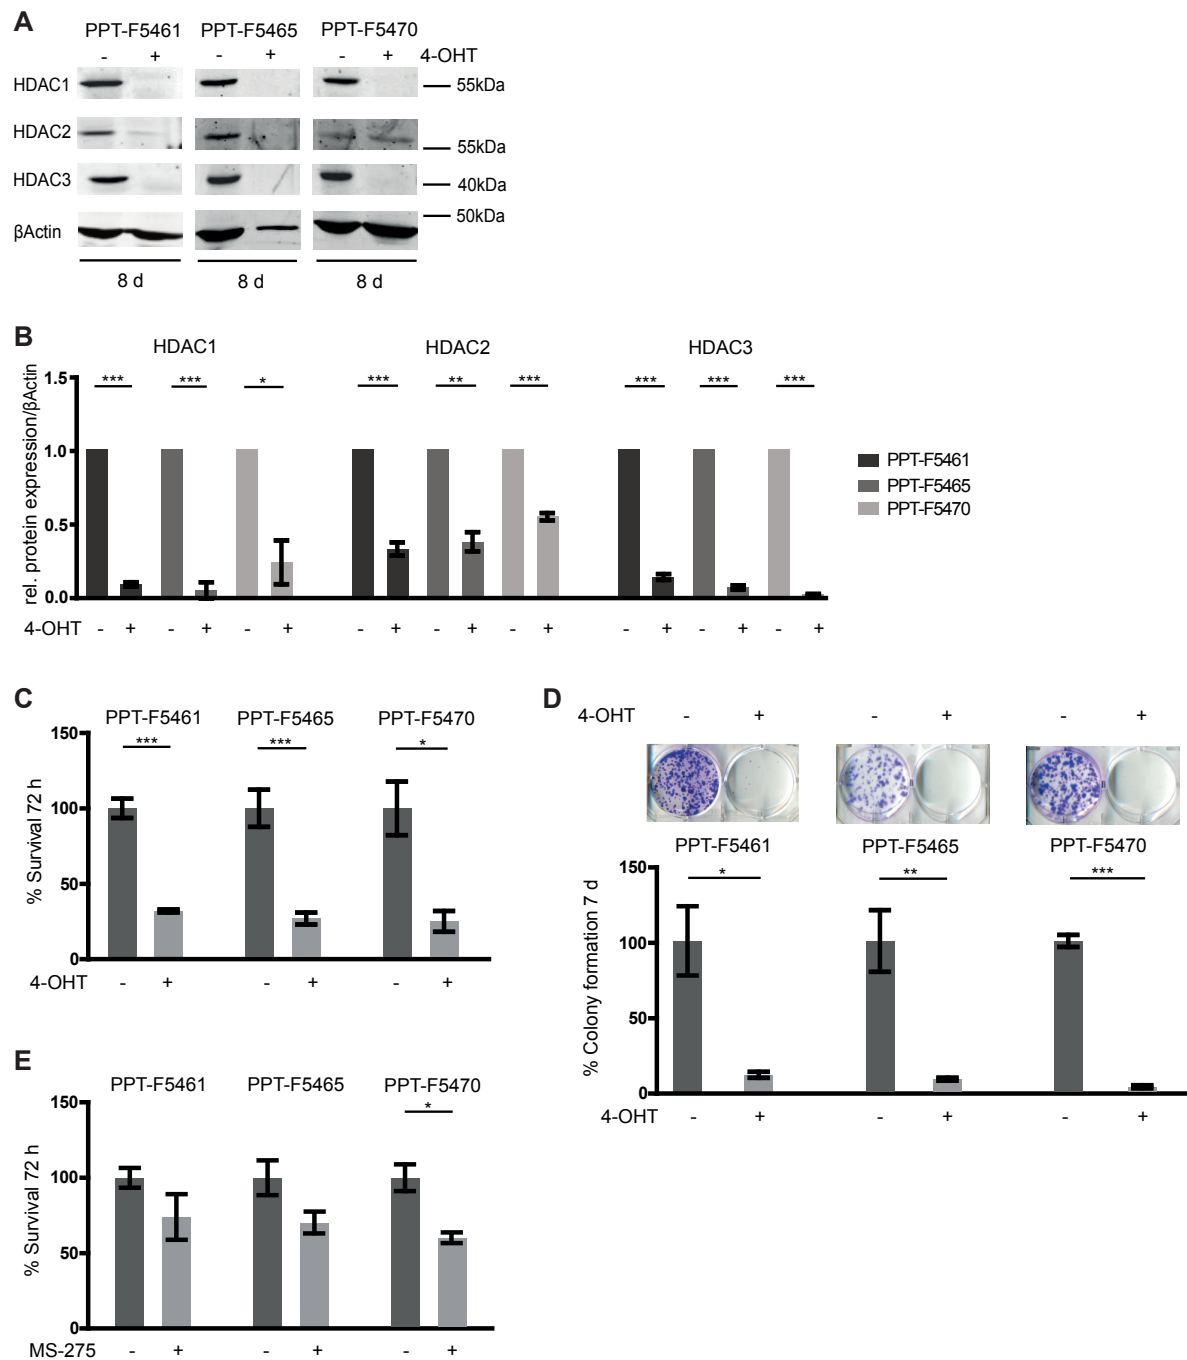 A
PPT-F5461 PPT-F5465 PPT-F5470
- + - + - + 4-OHT
HDAC1 55kDa
HDAC2 55kDa
HDAC3 40kDa
50kDa
βActin
8 d 8 d 8 d
B
HDAC1 HDAC2 HDAC3
rel. protein expression/βActin
1.5
1.0
0.5
0.0
*** *** * *** ** *** *** *** ***
PPT-F5461
PPT-F5465
PPT-F5470
4-OHT - + - + - + - + - + - + - + - + - +
C
PPT-F5461 PPT-F5465 PPT-F5470
*** *** *
% Survival 72 h
150
100
50
0
4-OHT - + - + - +
D
4-OHT - + - + - +
PPT-F5461 PPT-F5465 PPT-F5470
* ** ***
% Colony formation 7 d
150
100
50
0
4-OHT - + - + - +
E
PPT-F5461 PPT-F5465 PPT-F5470
*
% Survival 72 h
150
100
50
0
MS-275 - + - + - +